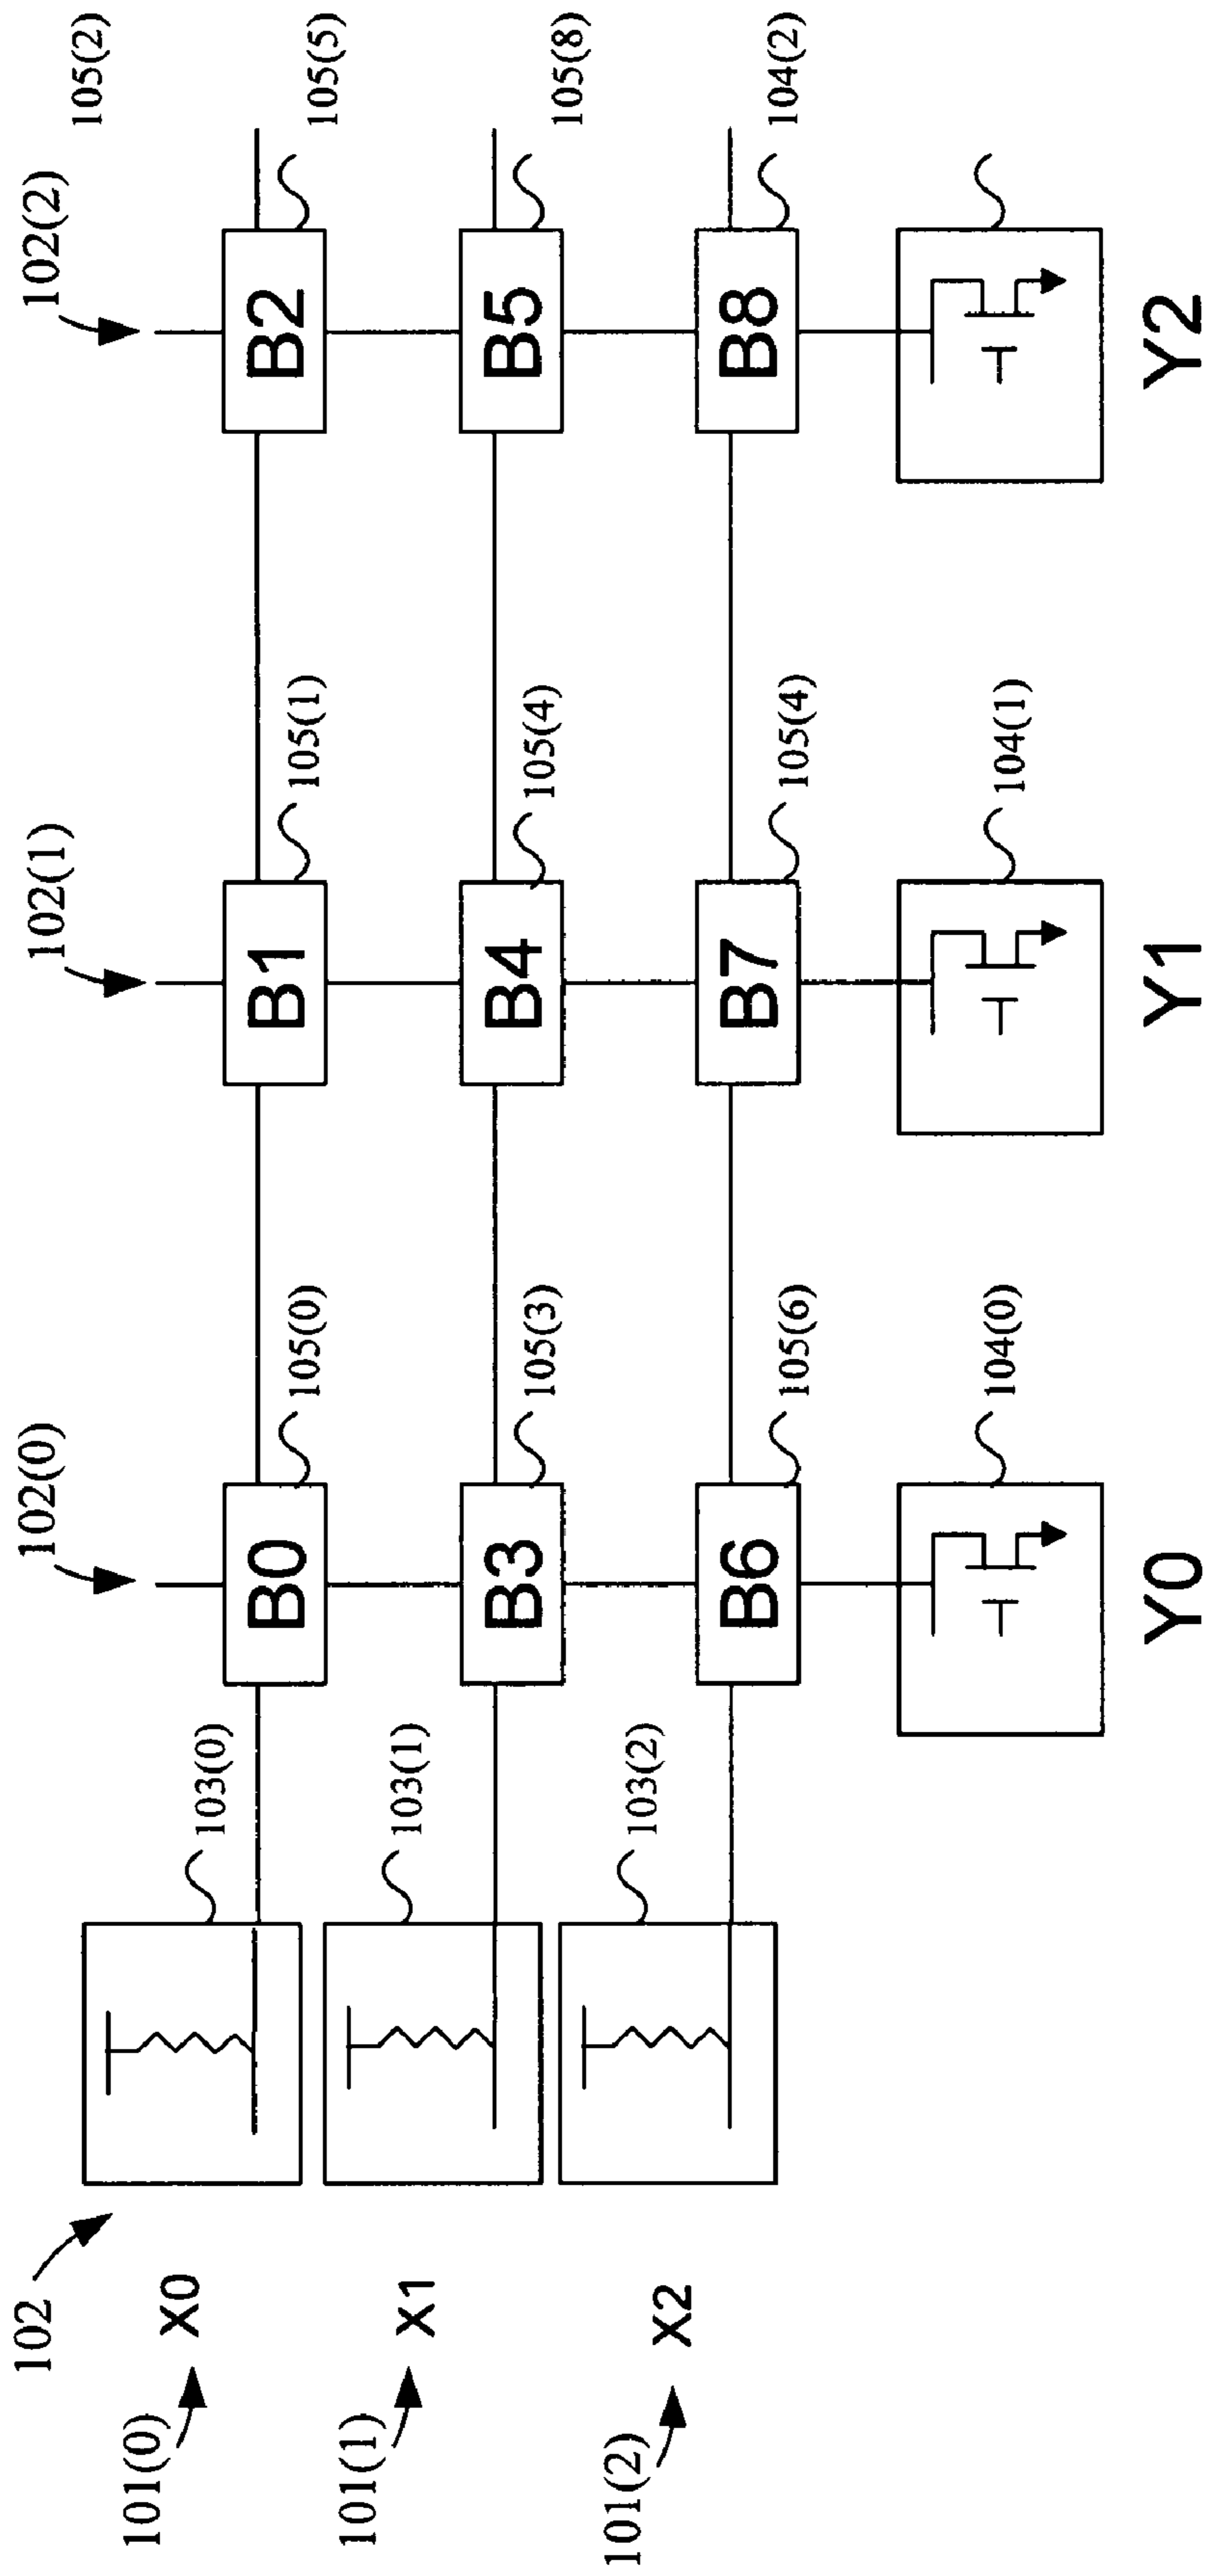 102
102(0)
102(1)
102(2)
105(2)
101(0)
X0
103(0)
B0
105(0)
B1
105(1)
B2
105(5)
101(1)
X1
103(1)
B3
105(3)
B4
105(4)
B5
105(8)
101(2)
X2
103(2)
B6
105(6)
B7
105(4)
B8
104(2)
104(0)
104(1)
Y0
Y1
Y2